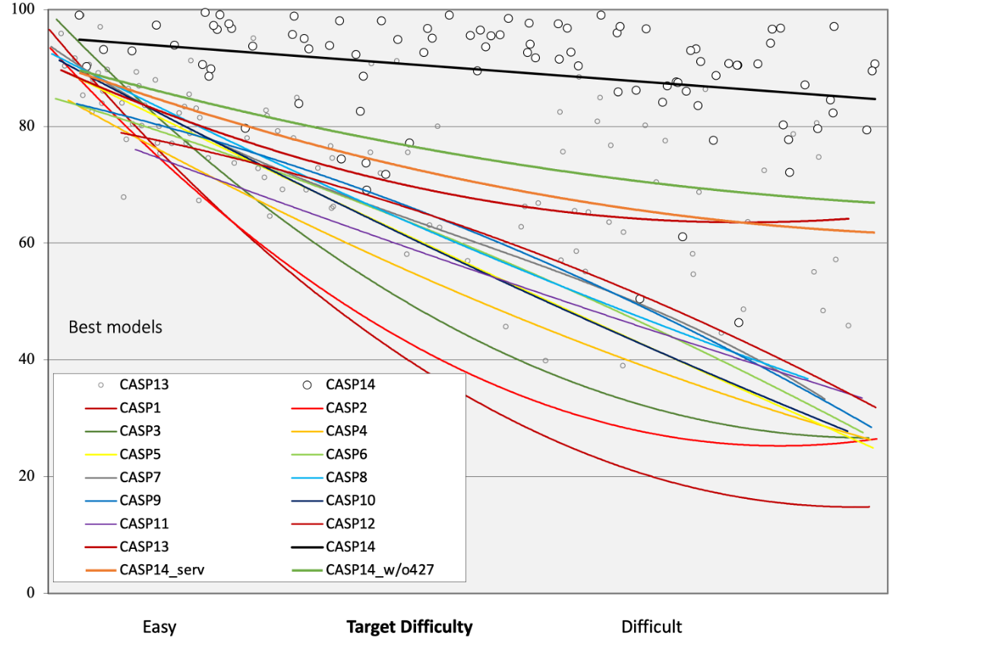 100
80
60
40
20
0
Best models
CASP13 CASP14
CASP1 CASP2
CASP3 CASP4
CASP5 CASP6
CASP7 CASP8
CASP9 CASP10
CASP11 CASP12
CASP13 CASP14
CASP14_serv CASP14_w/o427
Easy Target Difficulty Difficult